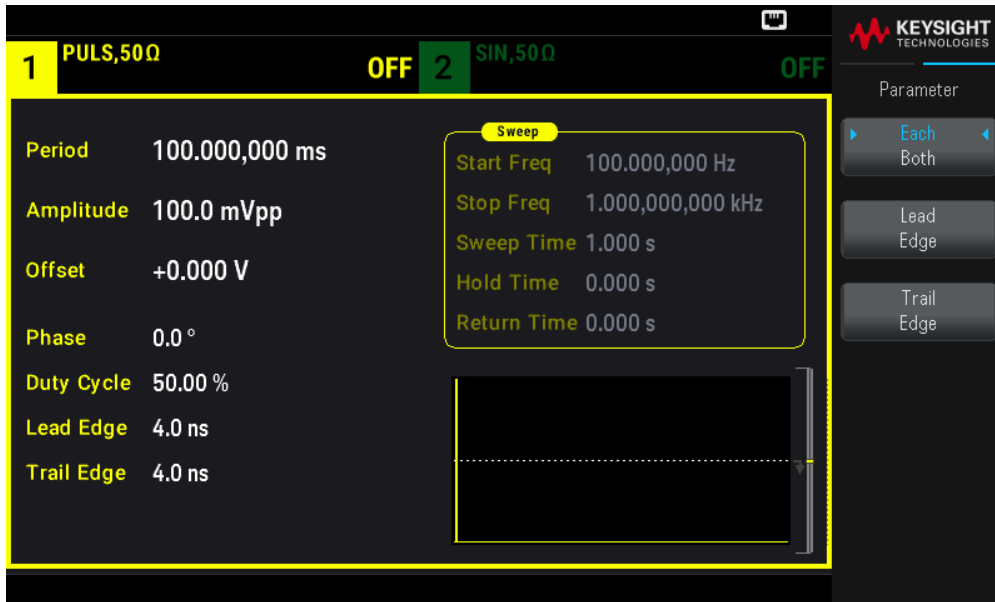 KEYSIGHT
TECHNOLOGIES
1 PULS,50Ω OFF
2 SIN,50Ω OFF
Period 100.000,000 ms
Amplitude 100.0 mVpp
Offset +0.000 V
Phase 0.0 °
Duty Cycle 50.00 %
Lead Edge 4.0 ns
Trail Edge 4.0 ns
Sweep
Start Freq 100.000,000 Hz
Stop Freq 1.000,000,000 kHz
Sweep Time 1.000 s
Hold Time 0.000 s
Return Time 0.000 s
Parameter
Each
Both
Lead
Edge
Trail
Edge